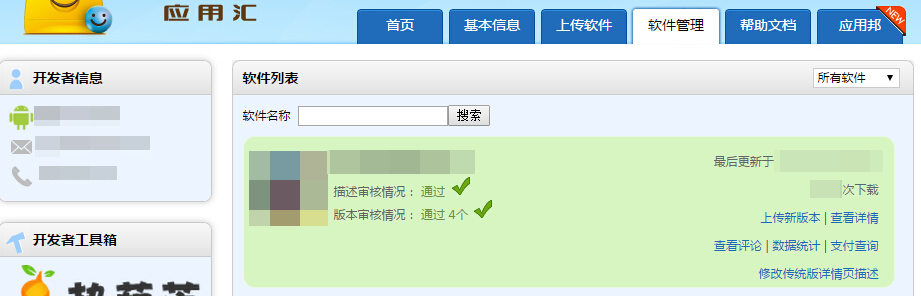 应用汇
首页 基本信息 上传软件 软件管理 帮助文档 应用邦 NEW
开发者信息
软件列表 所有软件
软件名称 搜索
最后更新于
描述审核情况： 通过
次下载
版本审核情况： 通过 4个
上传新版本 | 查看详情
开发者工具箱
查看评论 | 数据统计 | 支付查询
修改传统版详情页描述